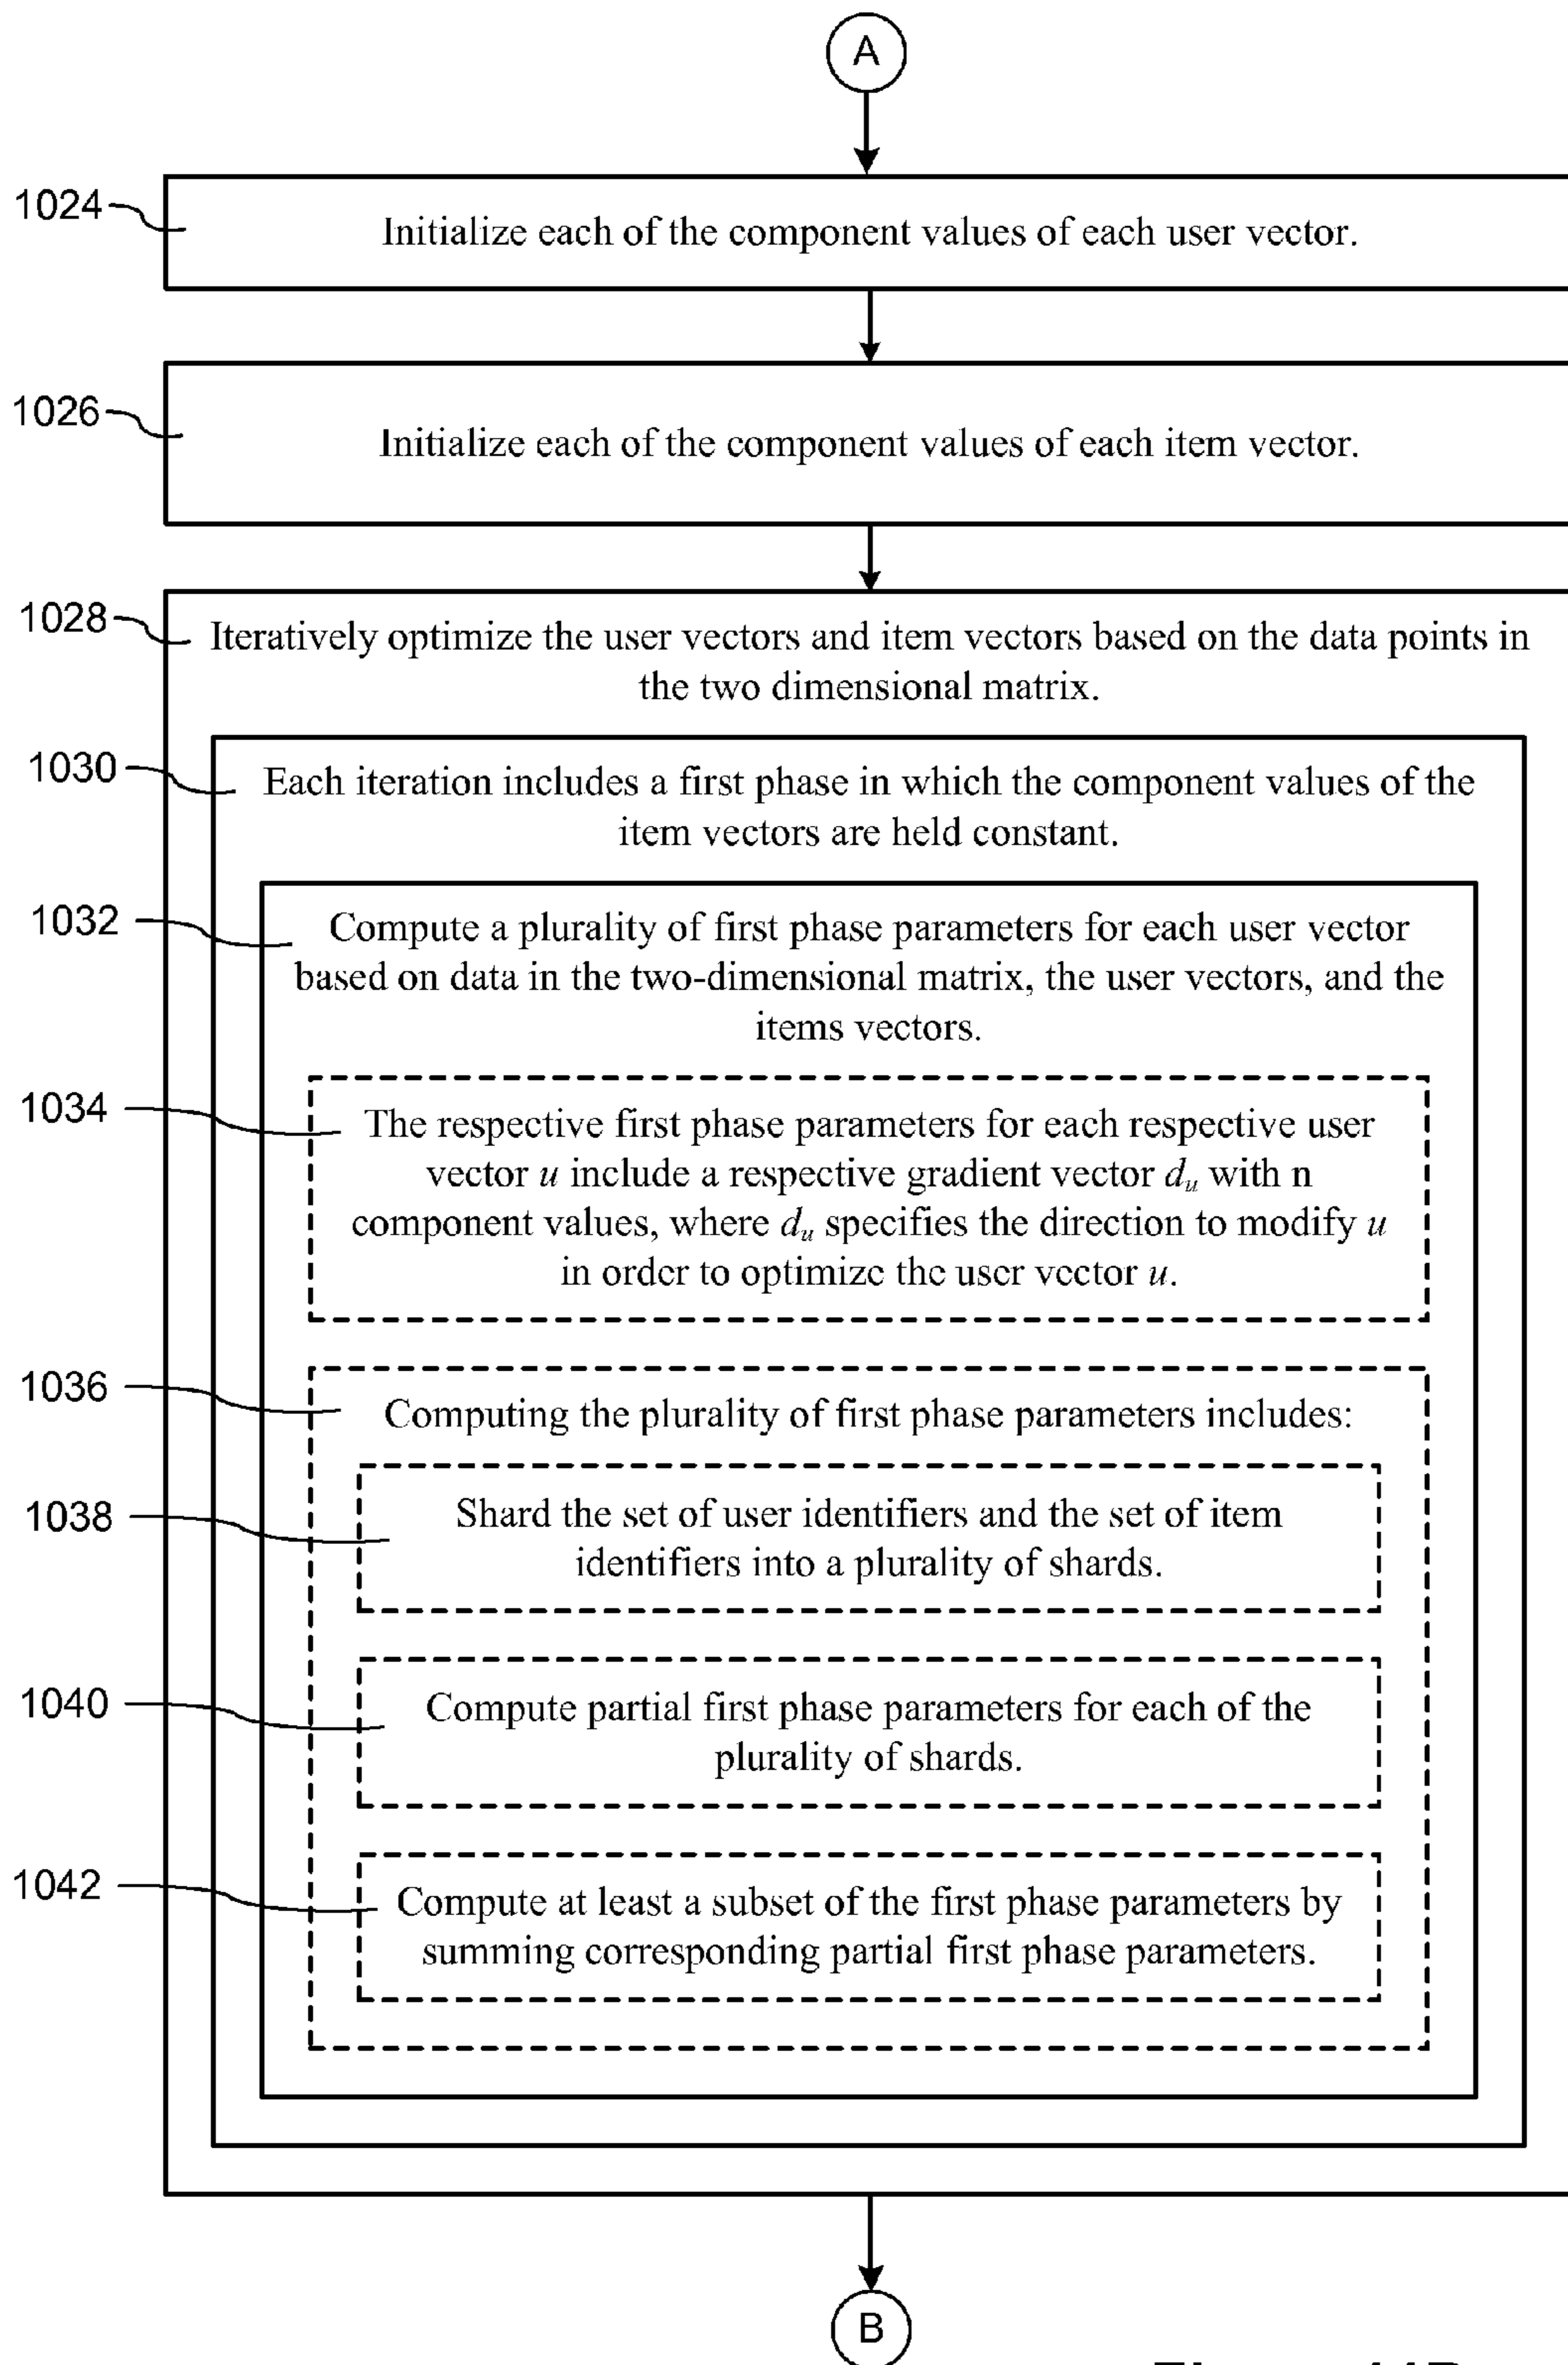 A
1024
Initialize each of the component values of each user vector.
1026
Initialize each of the component values of each item vector.
1028
Iteratively optimize the user vectors and item vectors based on the data points in
the two dimensional matrix.
1030
Each iteration includes a first phase in which the component values of the
item vectors are held constant.
1032
Compute a plurality of first phase parameters for each user vector
based on data in the two-dimensional matrix, the user vectors, and the
items vectors.
1034
The respective first phase parameters for each respective user
vector u include a respective gradient vector d_u with n
component values, where d_u specifies the direction to modify u
in order to optimize the user vector u.
1036
Computing the plurality of first phase parameters includes:
1038
Shard the set of user identifiers and the set of item
identifiers into a plurality of shards.
1040
Compute partial first phase parameters for each of the
plurality of shards.
1042
Compute at least a subset of the first phase parameters by
summing corresponding partial first phase parameters.
B